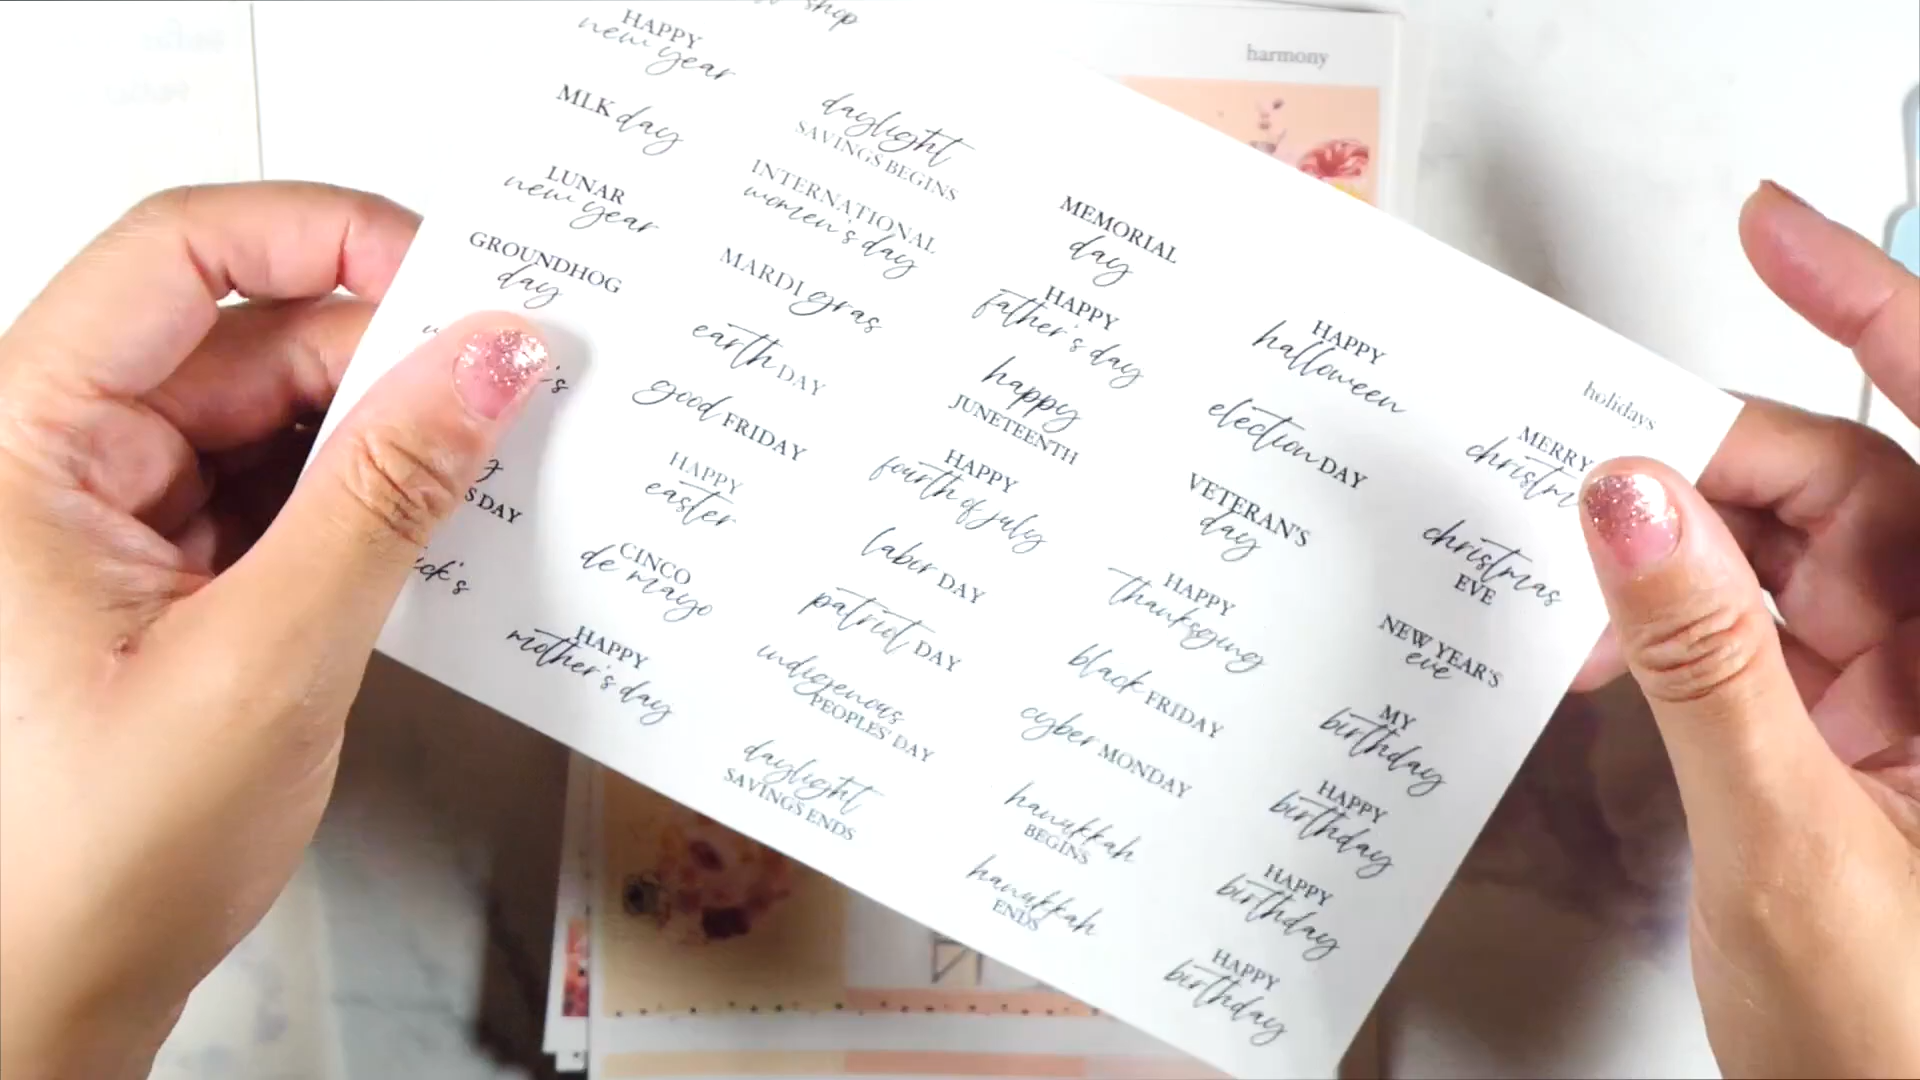 shop
HAPPY
new year
MLK day
LUNAR
new year
GROUNDHOG
day
S DAY
daylight
SAVINGS BEGINS
INTERNATIONAL
women's day
MARDI gras
earth DAY
good FRIDAY
HAPPY
easter
CINCO
de mayo
HAPPY
mother's day
MEMORIAL
day
HAPPY
father's day
happy
JUNETEENTH
HAPPY
fourth of july
labor DAY
patriot DAY
indigenous
PEOPLES' DAY
daylight
SAVINGS ENDS
HAPPY
halloween
election DAY
VETERAN'S
day
HAPPY
thanksgiving
black FRIDAY
cyber MONDAY
hanukkah
BEGINS
hanukkah
ENDS
holidays
MERRY
christm
christmas
EVE
NEW YEAR'S
eve
MY
birthday
HAPPY
birthday
HAPPY
birthday
HAPPY
birthday
harmony